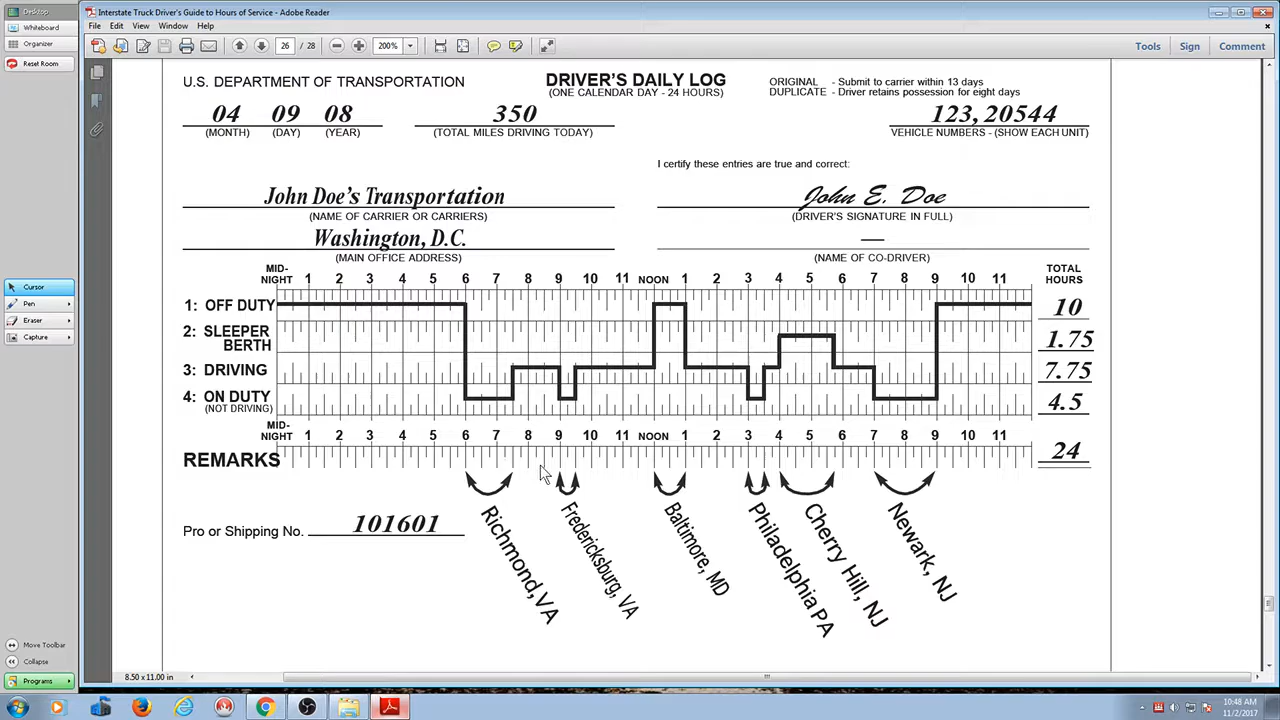 Desktop
Interstate Truck Driver's Guide to Hours of Service - Adobe Reader
Whiteboard
File Edit View Window Help
Organizer
26 / 28 200% Tools Sign Comment
Reset Room
U.S. DEPARTMENT OF TRANSPORTATION DRIVER'S DAILY LOG ORIGINAL - Submit to carrier within 13 days
(ONE CALENDAR DAY - 24 HOURS) DUPLICATE - Driver retains possession for eight days
04 09 08 350 123, 20544
(MONTH) (DAY) (YEAR) (TOTAL MILES DRIVING TODAY) VEHICLE NUMBERS - (SHOW EACH UNIT)
I certify these entries are true and correct:
John Doe's Transportation John E. Doe
(NAME OF CARRIER OR CARRIERS) (DRIVER'S SIGNATURE IN FULL)
Washington, D.C. —
(MAIN OFFICE ADDRESS) (NAME OF CO-DRIVER)
MID-
NIGHT 1 2 3 4 5 6 7 8 9 10 11 NOON 1 2 3 4 5 6 7 8 9 10 11 TOTAL
HOURS
1: OFF DUTY 10
2: SLEEPER
BERTH 1.75
3: DRIVING 7.75
4: ON DUTY 4.5
(NOT DRIVING)
MID-
NIGHT 1 2 3 4 5 6 7 8 9 10 11 NOON 1 2 3 4 5 6 7 8 9 10 11
REMARKS 24
Pro or Shipping No. 101601
Richmond, VA
Fredericksburg, VA
Baltimore, MD
Philadelphia PA
Cherry Hill, NJ
Newark, NJ
Cursor
Pen
Eraser
Capture
Move Toolbar
Collapse
Programs
8.50 x 11.00 in
10:48 AM
11/2/2017